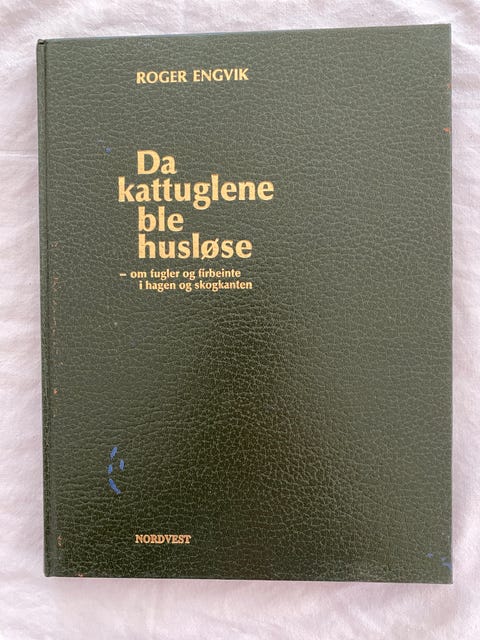 ROGER ENGVIK
Da
kattuglene
ble
husløse
– om fugler og firbeinte
i hagen og skogkanten
NORDVEST